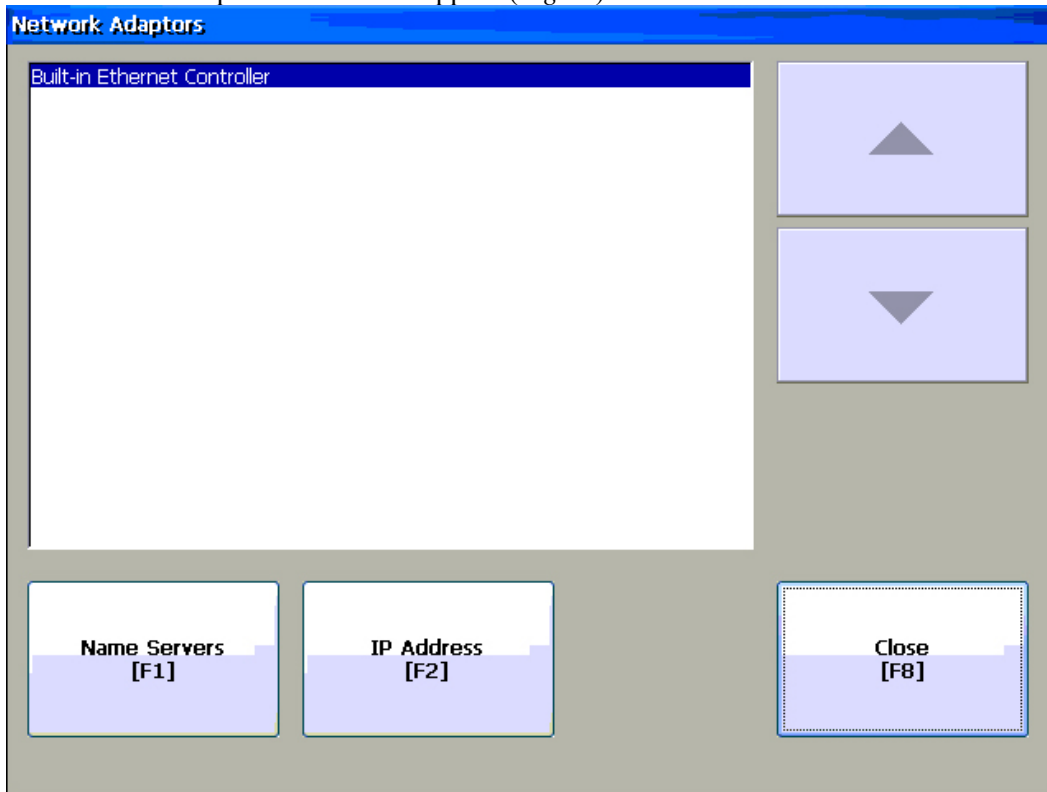 Network Adaptors
Built-in Ethernet Controller
Name Servers
[F1]
IP Address
[F2]
Close
[F8]